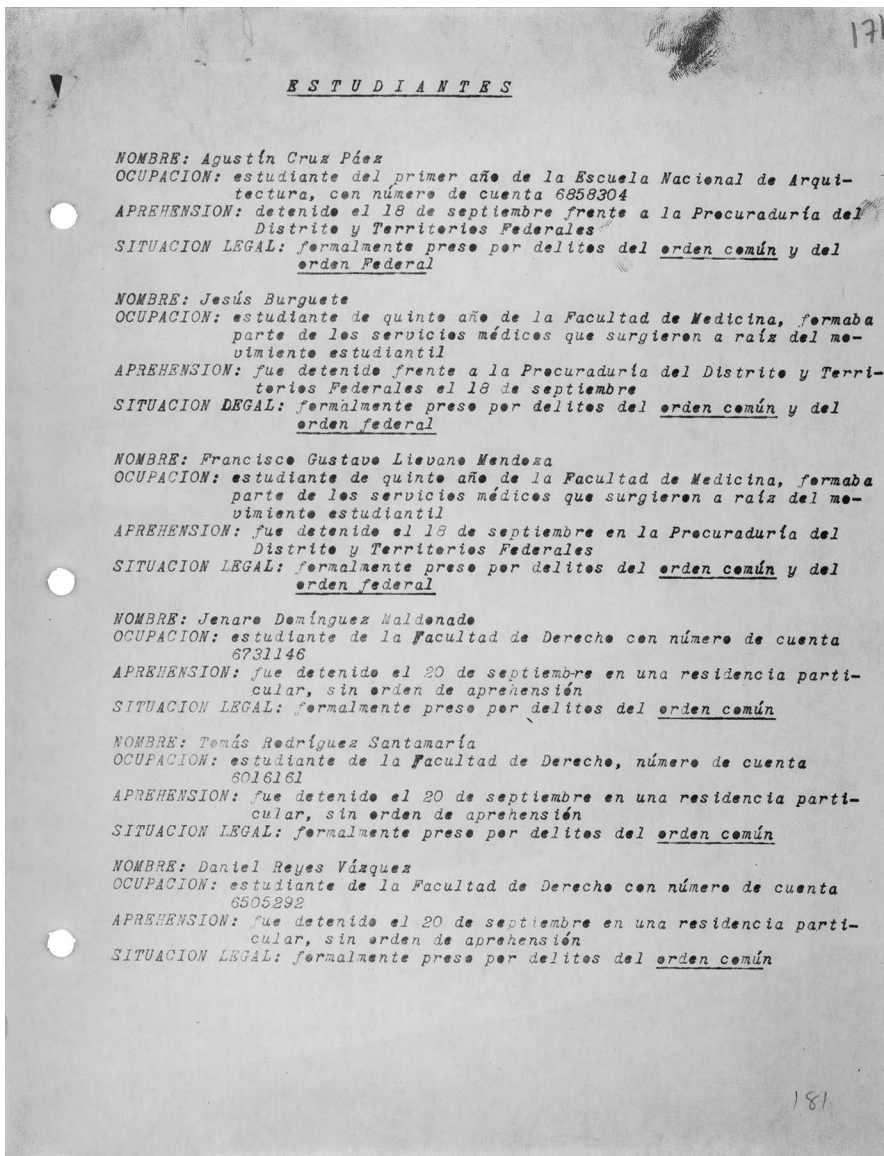 171
E S T U D I A N T E S
NOMBRE: Agustín Cruz Páez
OCUPACION: estudiante del primer año de la Escuela Nacional de Arqui-
tectura, con número de cuenta 6858304
APREHENSION: detenido el 18 de septiembre frente a la Procuraduría del
Distrito y Territorios Federales
SITUACION LEGAL: formalmente preso por delitos del orden común y del
orden Federal
NOMBRE: Jesús Burguete
OCUPACION: estudiante de quinto año de la Facultad de Medicina, formaba
parte de los servicios médicos que surgieron a raíz del mo-
vimiento estudiantil
APREHENSION: fue detenido frente a la Procuraduría del Distrito y Terri-
torios Federales el 18 de septiembre
SITUACION DEGAL: formalmente preso por delitos del orden común y del
orden federal
NOMBRE: Francisco Gustavo Lievano Mendoza
OCUPACION: estudiante de quinto año de la Facultad de Medicina, formaba
parte de los servicios médicos que surgieron a raíz del mo-
vimiento estudiantil
APREHENSION: fue detenido el 18 de septiembre en la Procuraduría del
Distrito y Territorios Federales
SITUACION LEGAL: formalmente preso por delitos del orden común y del
orden federal
NOMBRE: Jenaro Domínguez Maldonado
OCUPACION: estudiante de la Facultad de Derecho con número de cuenta
6731146
APREHENSION: fue detenido el 20 de septiembre en una residencia parti-
cular, sin orden de aprehensión
SITUACION LEGAL: formalmente preso por delitos del orden común
NOMBRE: Tomás Rodríguez Santamaría
OCUPACION: estudiante de la Facultad de Derecho, número de cuenta
6016161
APREHENSION: fue detenido el 20 de septiembre en una residencia parti-
cular, sin orden de aprehensión
SITUACION LEGAL: formalmente preso por delitos del orden común
NOMBRE: Daniel Reyes Vázquez
OCUPACION: estudiante de la Facultad de Derecho con número de cuenta
6505292
APREHENSION: fue detenido el 20 de septiembre en una residencia parti-
cular, sin orden de aprehensión
SITUACION LEGAL: formalmente preso por delitos del orden común
181